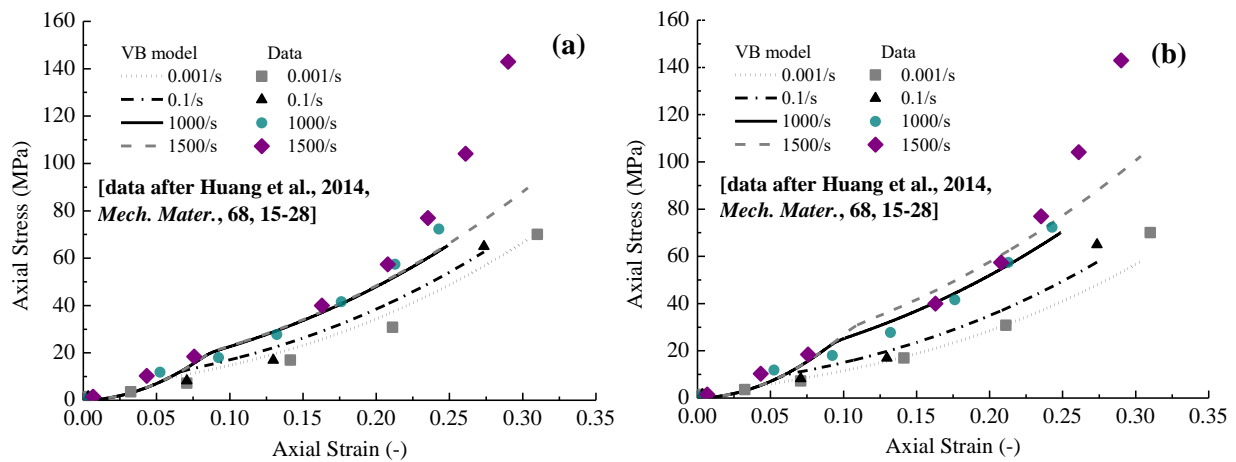 160
140
120
100
80
60
40
20
0
Axial Stress (MPa)
(a)
VB model Data
0.001/s 0.001/s
0.1/s 0.1/s
1000/s 1000/s
1500/s 1500/s
[data after Huang et al., 2014,
Mech. Mater., 68, 15-28]
0.00 0.05 0.10 0.15 0.20 0.25 0.30 0.35
Axial Strain (-)
160
140
120
100
80
60
40
20
0
Axial Stress (MPa)
(b)
VB model Data
0.001/s 0.001/s
0.1/s 0.1/s
1000/s 1000/s
1500/s 1500/s
[data after Huang et al., 2014,
Mech. Mater., 68, 15-28]
0.00 0.05 0.10 0.15 0.20 0.25 0.30 0.35
Axial Strain (-)